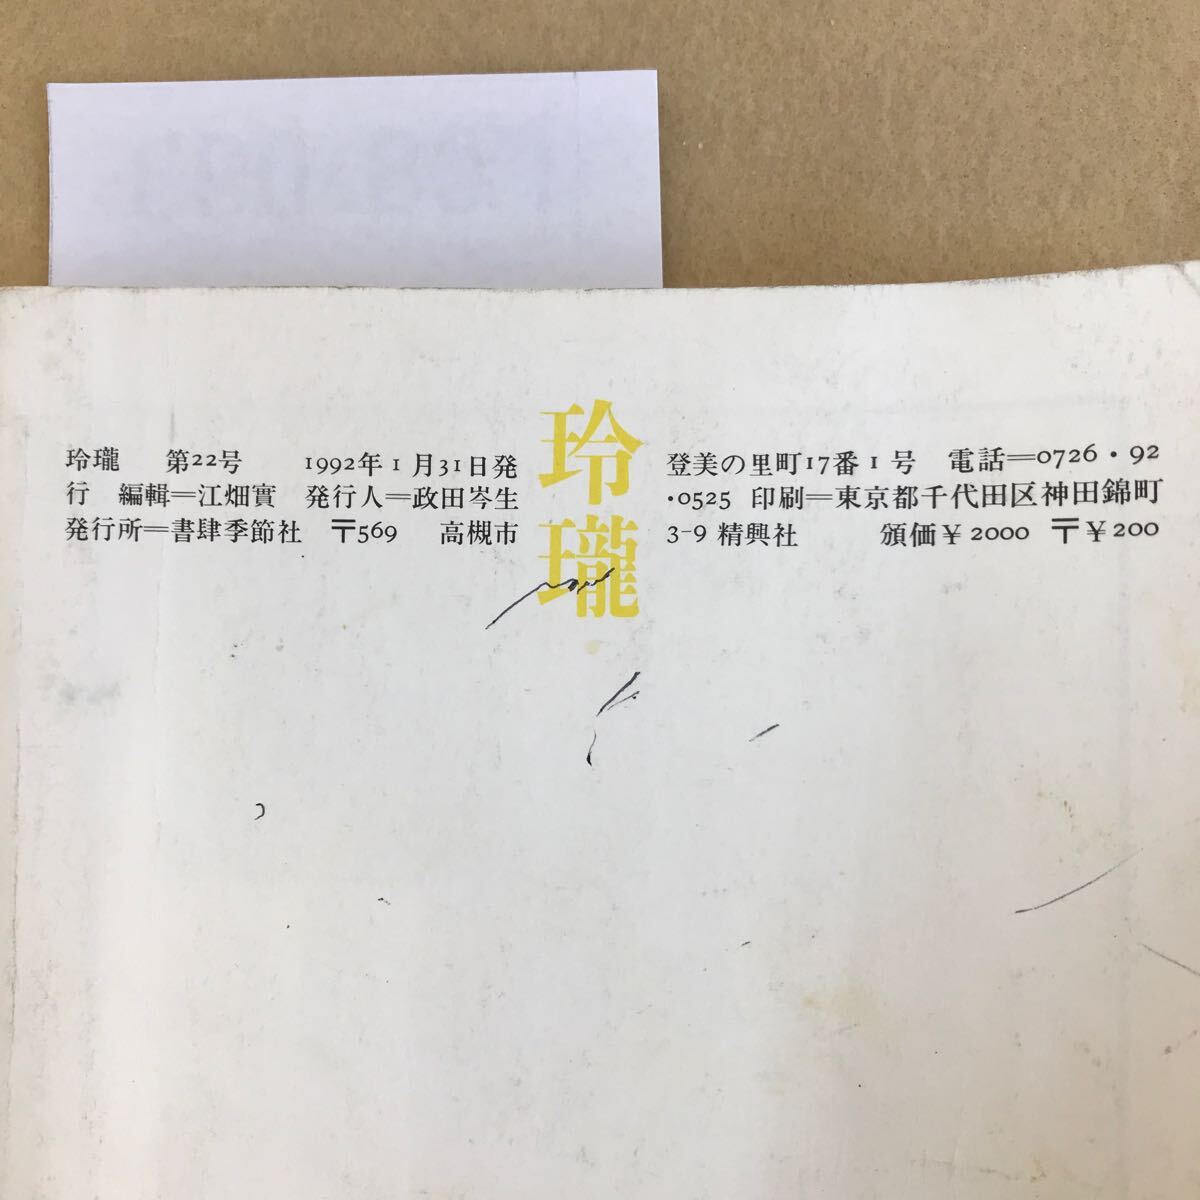 玲瓏
玲瓏 第22号 1992年1月31日発
行 編輯＝江畑實 発行人＝政田岑生
発行所＝書肆季節社 〒569 高槻市
登美の里町17番1号 電話＝0726・92
・0525 印刷＝東京都千代田区神田錦町
3-9 精興社 頒価￥2000 〒￥200